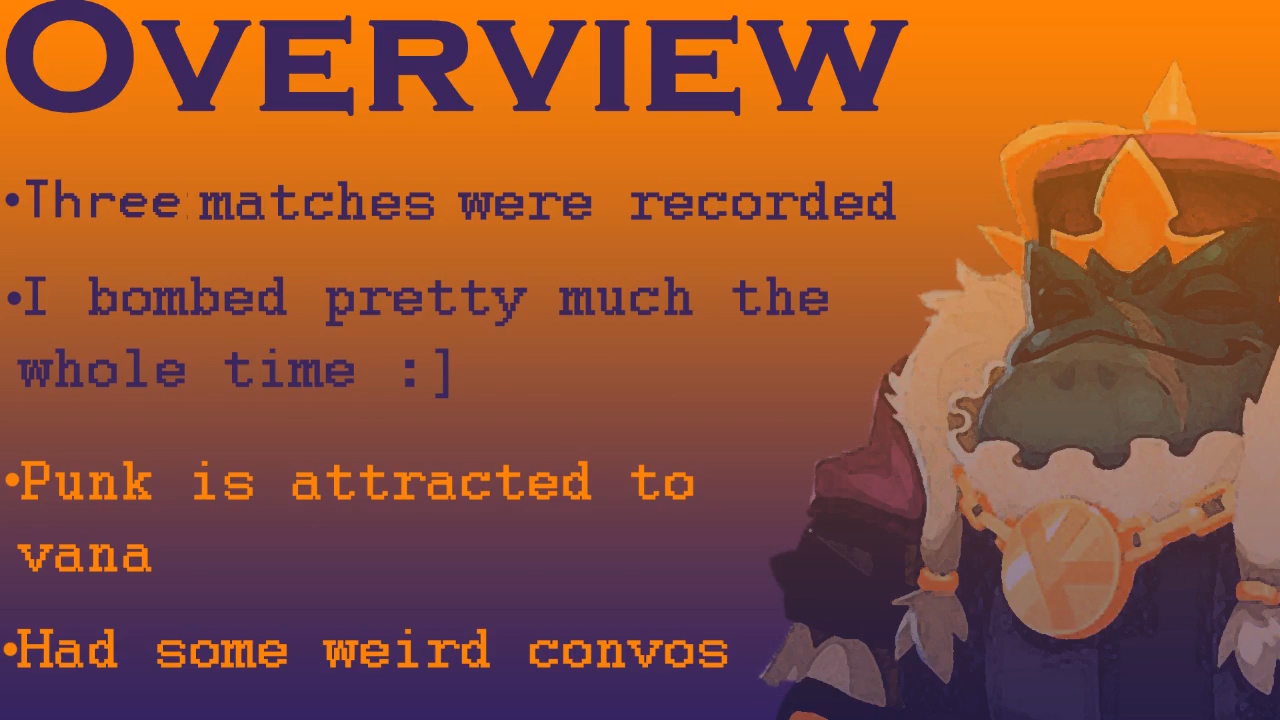 OVERVIEW
•Three matches were recorded
•I bombed pretty much the
whole time :]
•Punk is attracted to
vana
•Had some weird convos